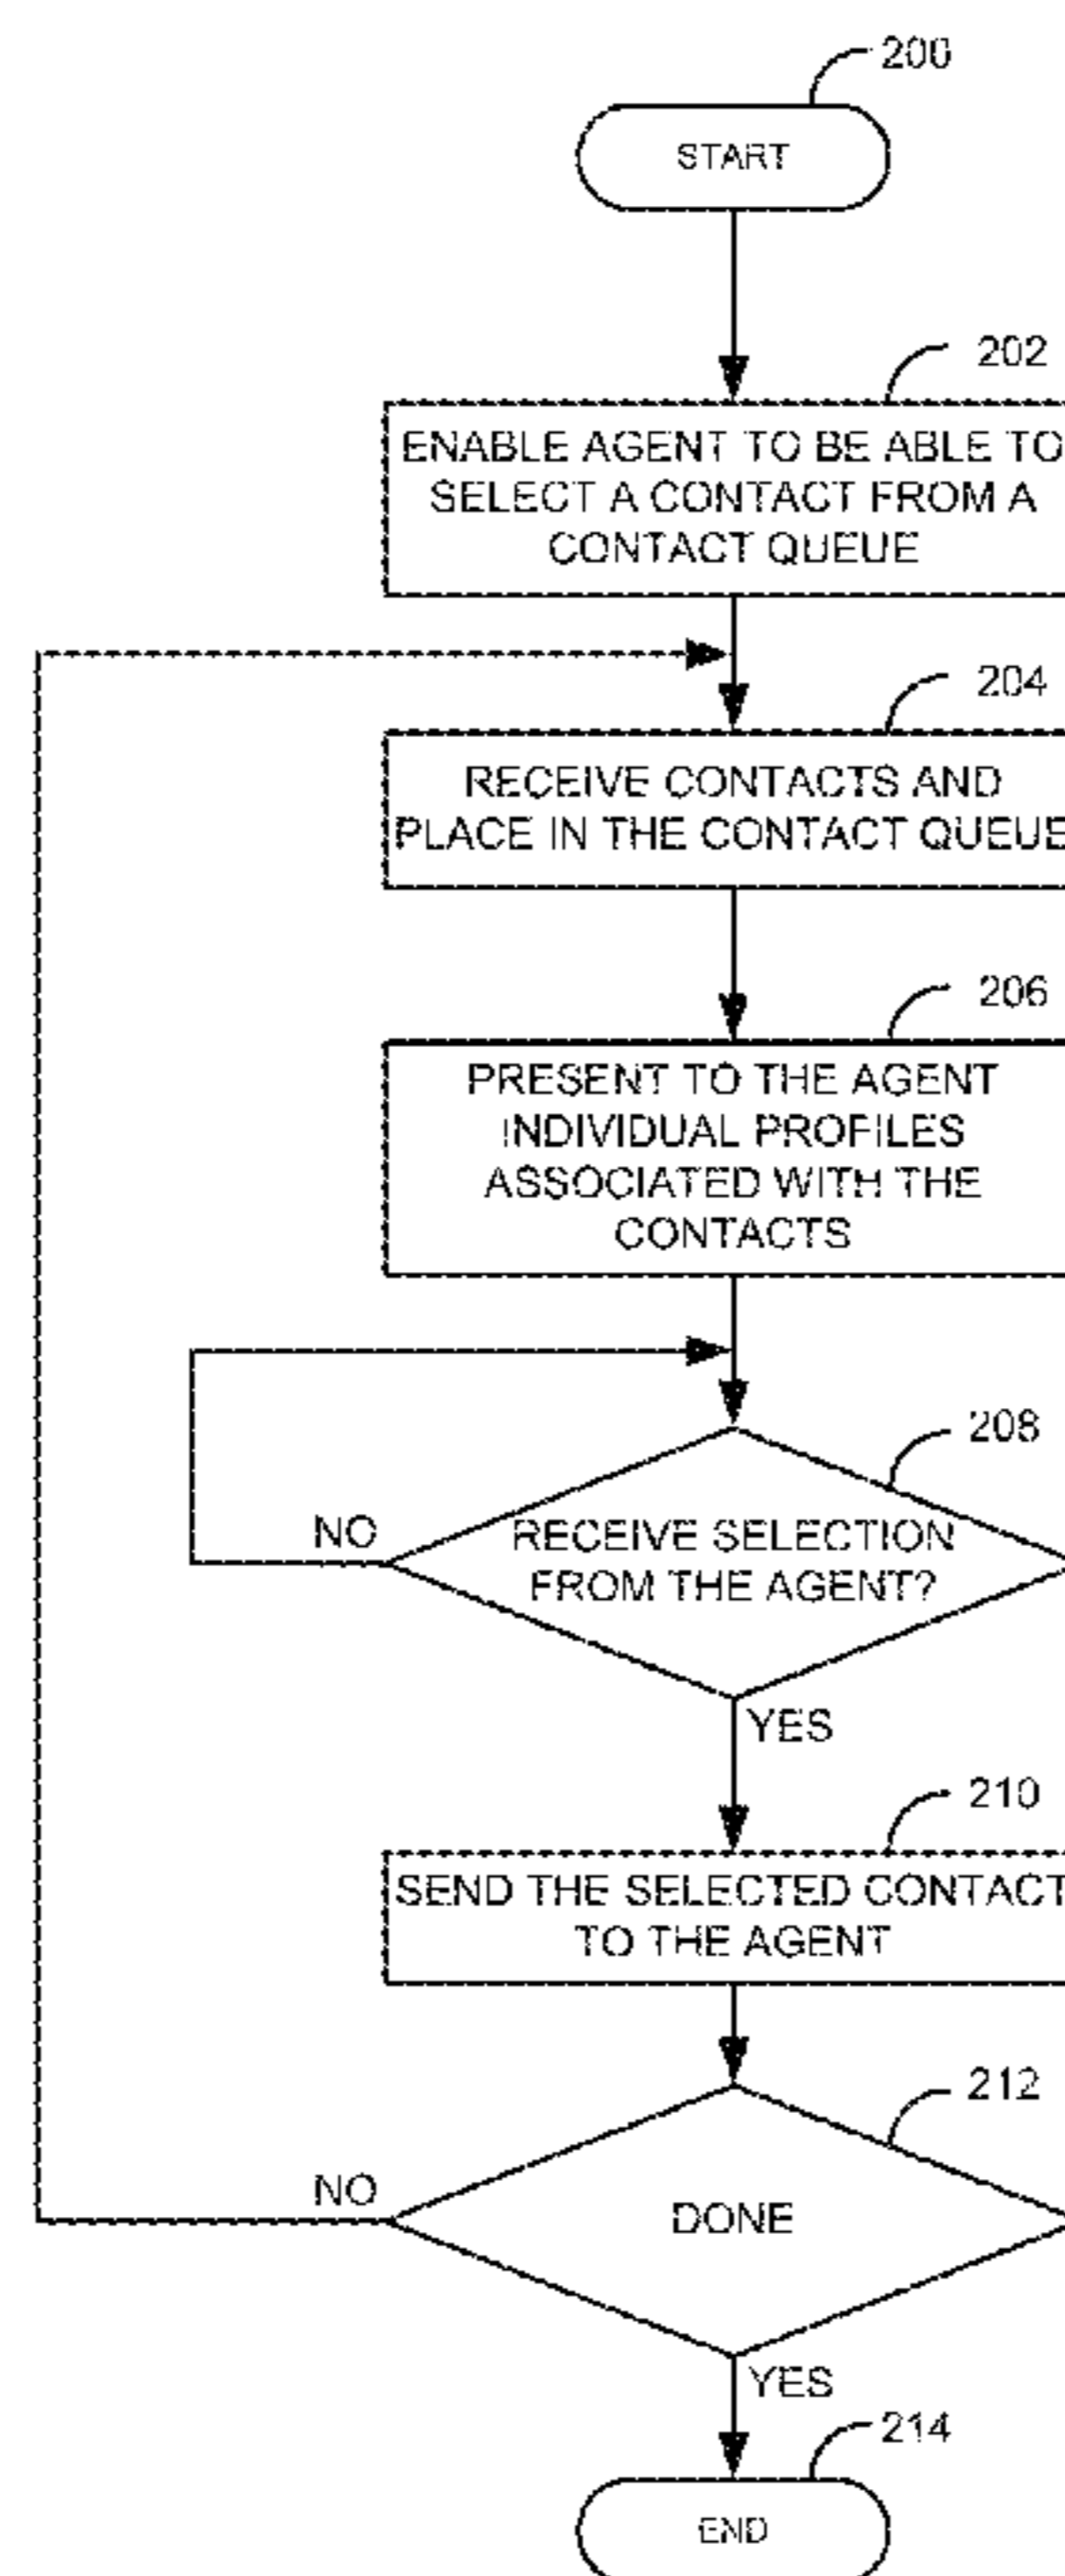 200
START
202
ENABLE AGENT TO BE ABLE TO
SELECT A CONTACT FROM A
CONTACT QUEUE
204
RECEIVE CONTACTS AND
PLACE IN THE CONTACT QUEUE
206
PRESENT TO THE AGENT
INDIVIDUAL PROFILES
ASSOCIATED WITH THE
CONTACTS
208
NO
RECEIVE SELECTION
FROM THE AGENT?
YES
210
SEND THE SELECTED CONTACT
TO THE AGENT
212
NO
DONE
YES
214
END